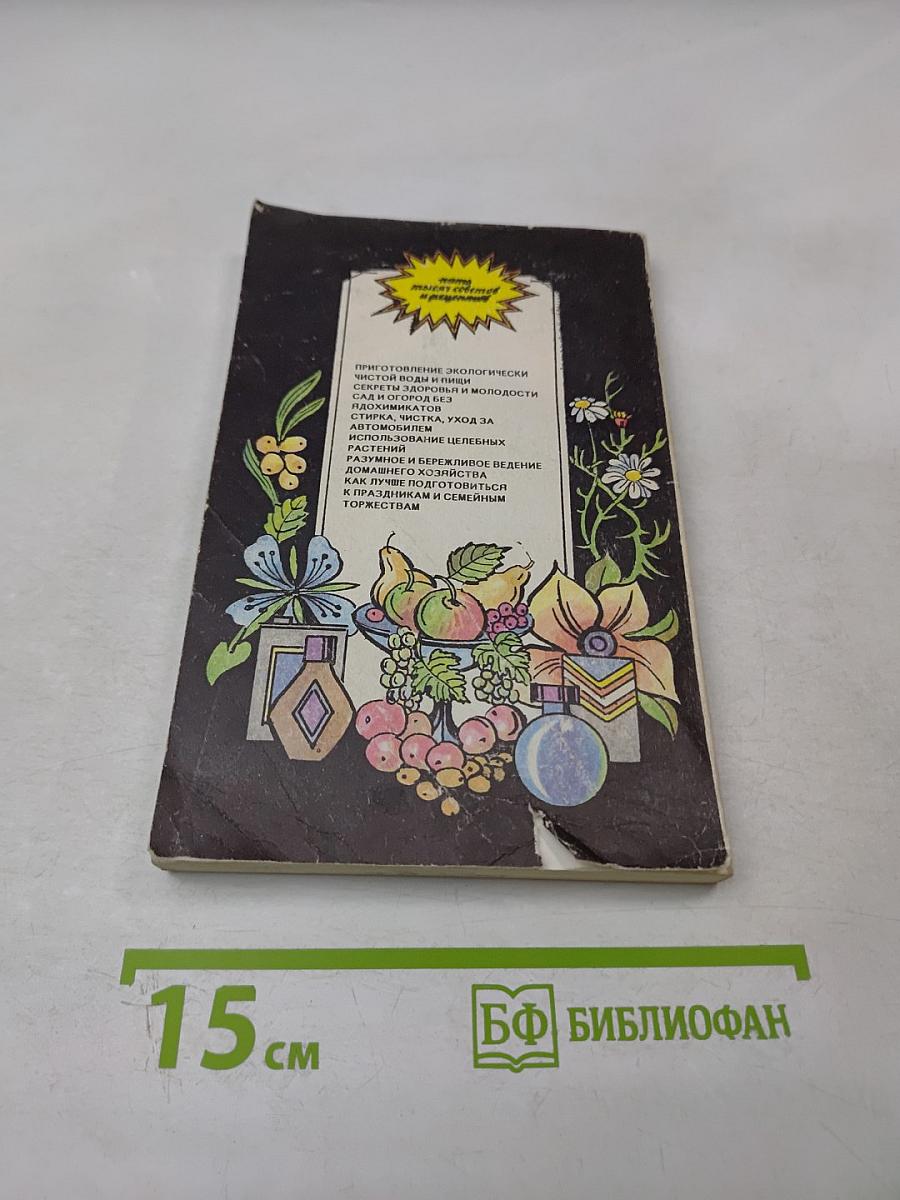 пять
тысяч советов
и рецептов
ПРИГОТОВЛЕНИЕ ЭКОЛОГИЧЕСКИ
ЧИСТОЙ ВОДЫ И ПИЩИ
СЕКРЕТЫ ЗДОРОВЬЯ И МОЛОДОСТИ
САД И ОГОРОД БЕЗ
ЯДОХИМИКАТОВ
СТИРКА, ЧИСТКА, УХОД ЗА
АВТОМОБИЛЕМ
ИСПОЛЬЗОВАНИЕ ЦЕЛЕБНЫХ
РАСТЕНИЙ
РАЗУМНОЕ И БЕРЕЖЛИВОЕ ВЕДЕНИЕ
ДОМАШНЕГО ХОЗЯЙСТВА
КАК ЛУЧШЕ ПОДГОТОВИТЬСЯ
К ПРАЗДНИКАМ И СЕМЕЙНЫМ
ТОРЖЕСТВАМ
15 см
БФ БИБЛИОФАН